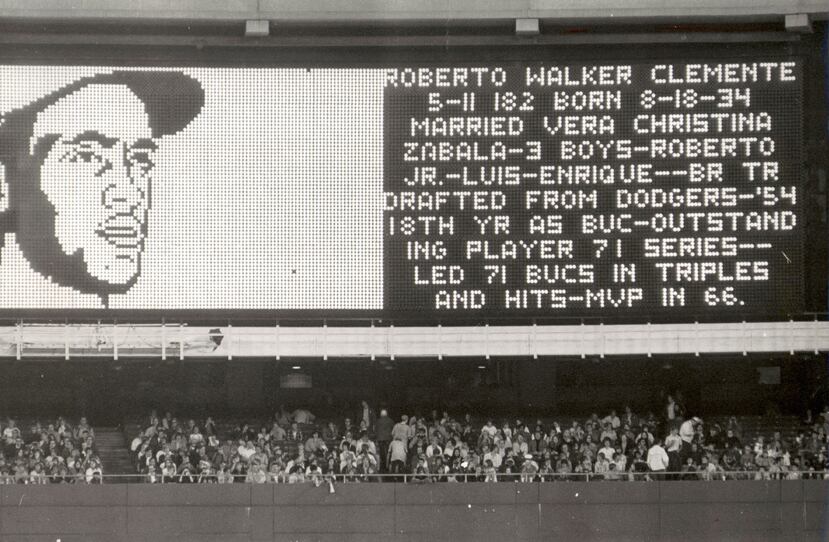 ROBERTO WALKER CLEMENTE
5-11 182 BORN 8-18-34
MARRIED VERA CHRISTINA
ZABALA-3 BOYS-ROBERTO
JR.-LUIS-ENRIQUE--BR TR
DRAFTED FROM DODGERS-'54
18TH YR AS BUC-OUTSTAND
ING PLAYER 71 SERIES--
LED 71 BUCS IN TRIPLES
AND HITS-MVP IN 66.